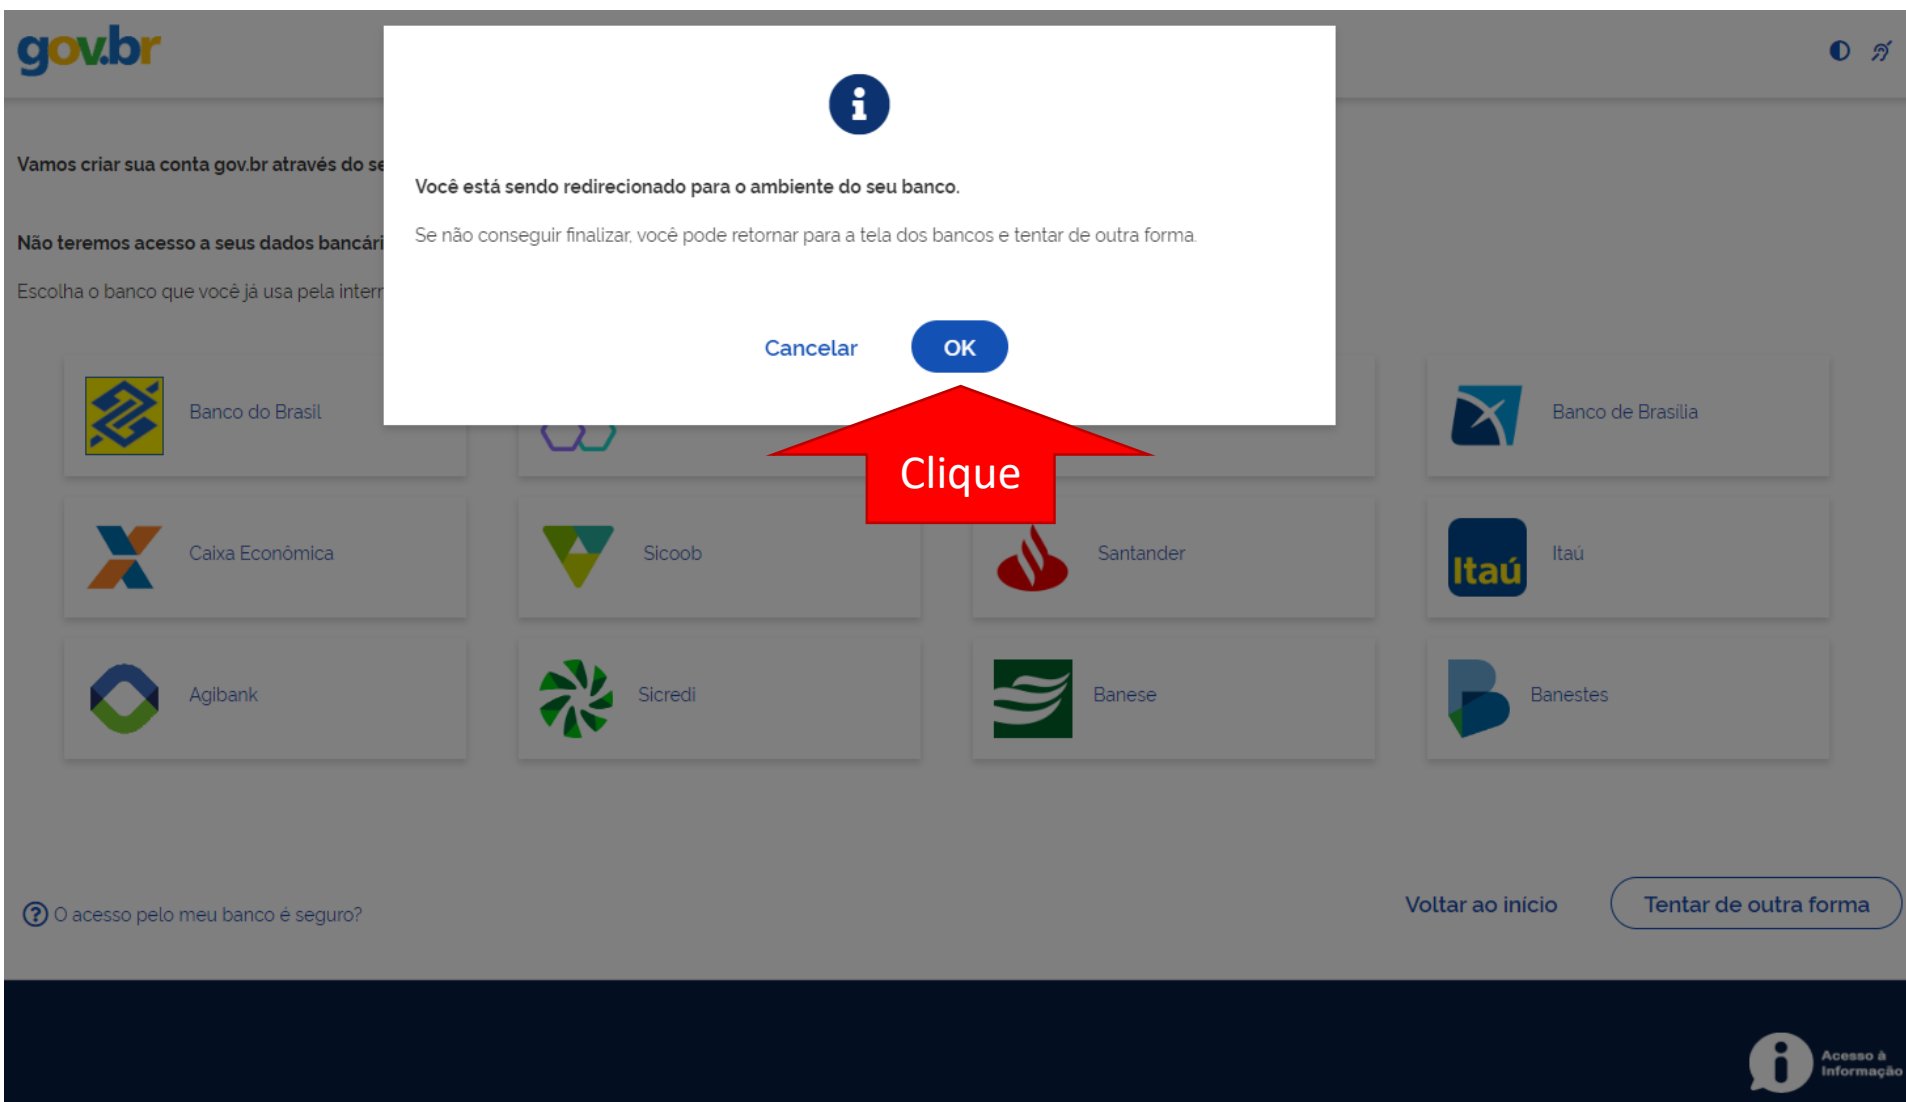 gov.br
Vamos criar sua conta gov.br através do se
Não teremos acesso a seus dados bancári
Escolha o banco que você já usa pela interr
Você está sendo redirecionado para o ambiente do seu banco.
Se não conseguir finalizar, você pode retornar para a tela dos bancos e tentar de outra forma.
Cancelar
OK
Clique
Banco do Brasil
Banco de Brasília
Caixa Econômica
Sicoob
Santander
Itaú
Itaú
Agibank
Sicredi
Banese
Banestes
O acesso pelo meu banco é seguro?
Voltar ao início
Tentar de outra forma
Acesso à
Informação